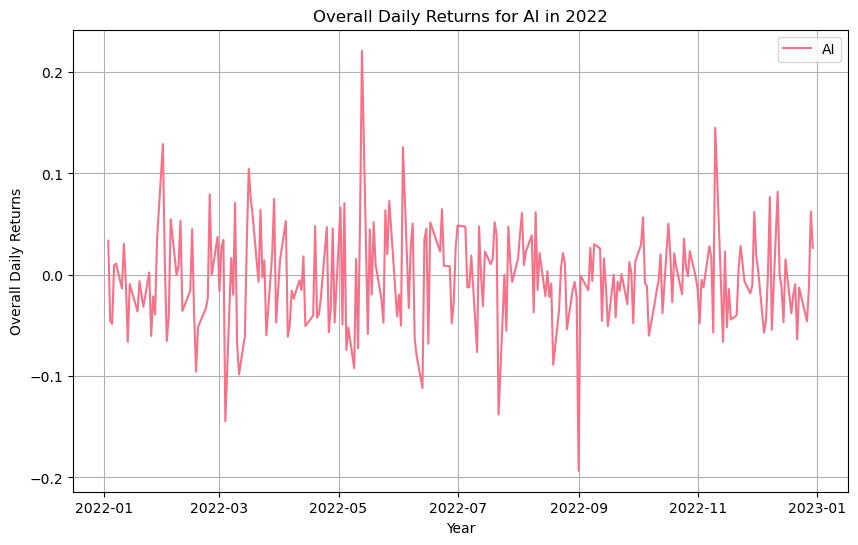 Overall Daily Returns for AI in 2022
AI
0.2
0.1
0.0
−0.1
−0.2
Overall Daily Returns
2022-01 2022-03 2022-05 2022-07 2022-09 2022-11 2023-01
Year